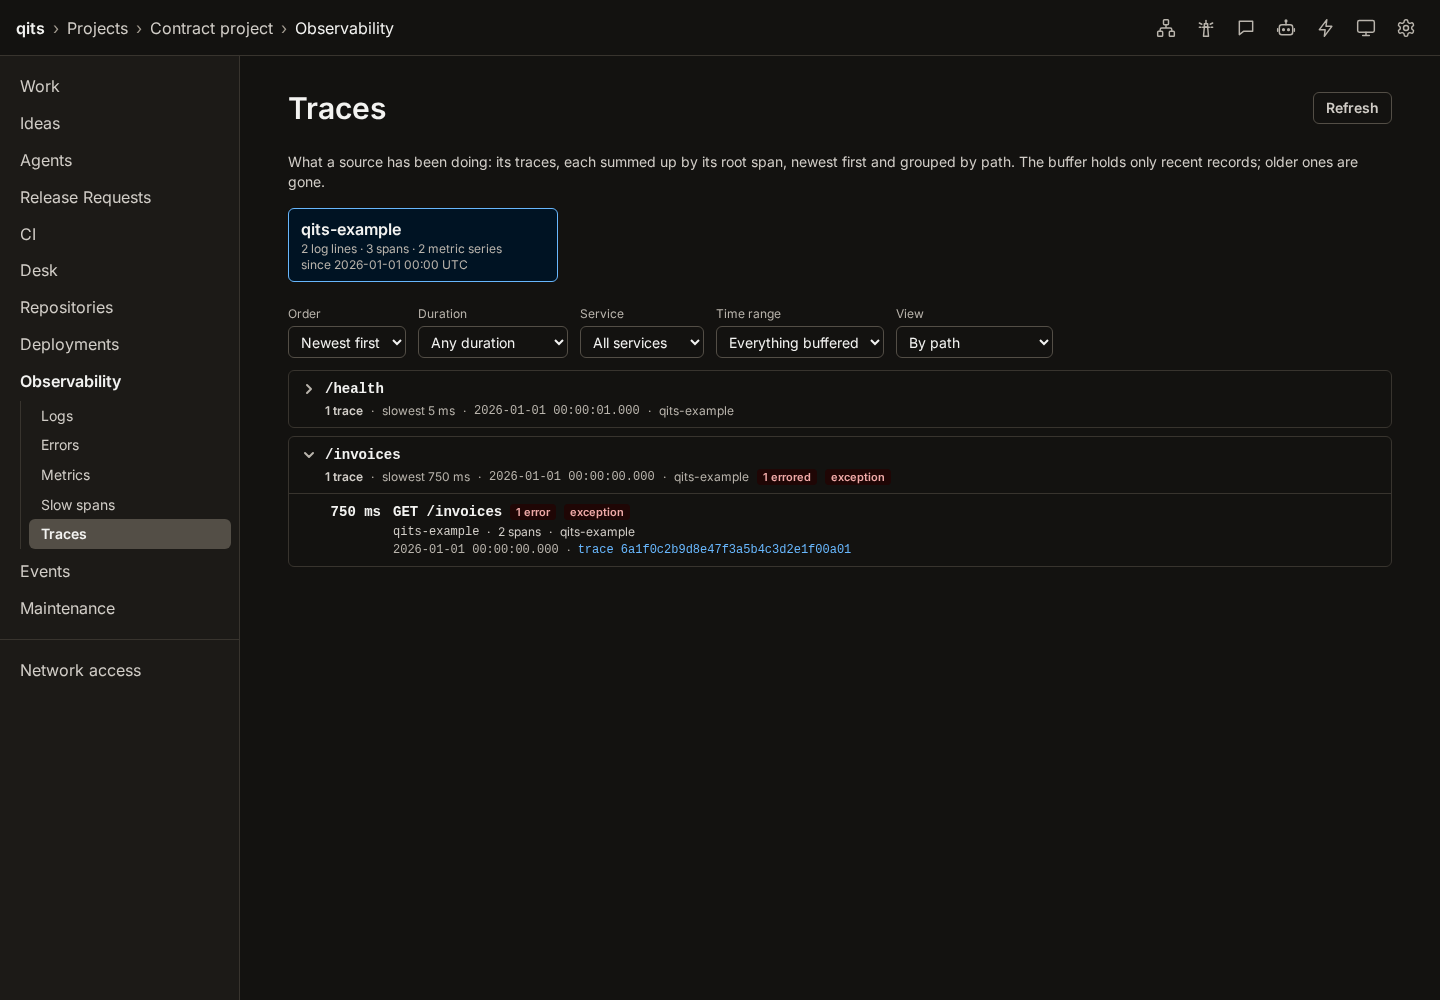 qits › Projects › Contract project › Observability
Work
Ideas
Agents
Release Requests
CI
Desk
Repositories
Deployments
Observability
Logs
Errors
Metrics
Slow spans
Traces
Events
Maintenance
Network access
Traces
Refresh
What a source has been doing: its traces, each summed up by its root span, newest first and grouped by path. The buffer holds only recent records; older ones are
gone.
qits-example
2 log lines · 3 spans · 2 metric series
since 2026-01-01 00:00 UTC
Order Duration Service Time range View
Newest first Any duration All services Everything buffered By path
/health
1 trace · slowest 5 ms · 2026-01-01 00:00:01.000 · qits-example
/invoices
1 trace · slowest 750 ms · 2026-01-01 00:00:00.000 · qits-example 1 errored exception
750 ms GET /invoices 1 error exception
qits-example · 2 spans · qits-example
2026-01-01 00:00:00.000 · trace 6a1f0c2b9d8e47f3a5b4c3d2e1f00a01